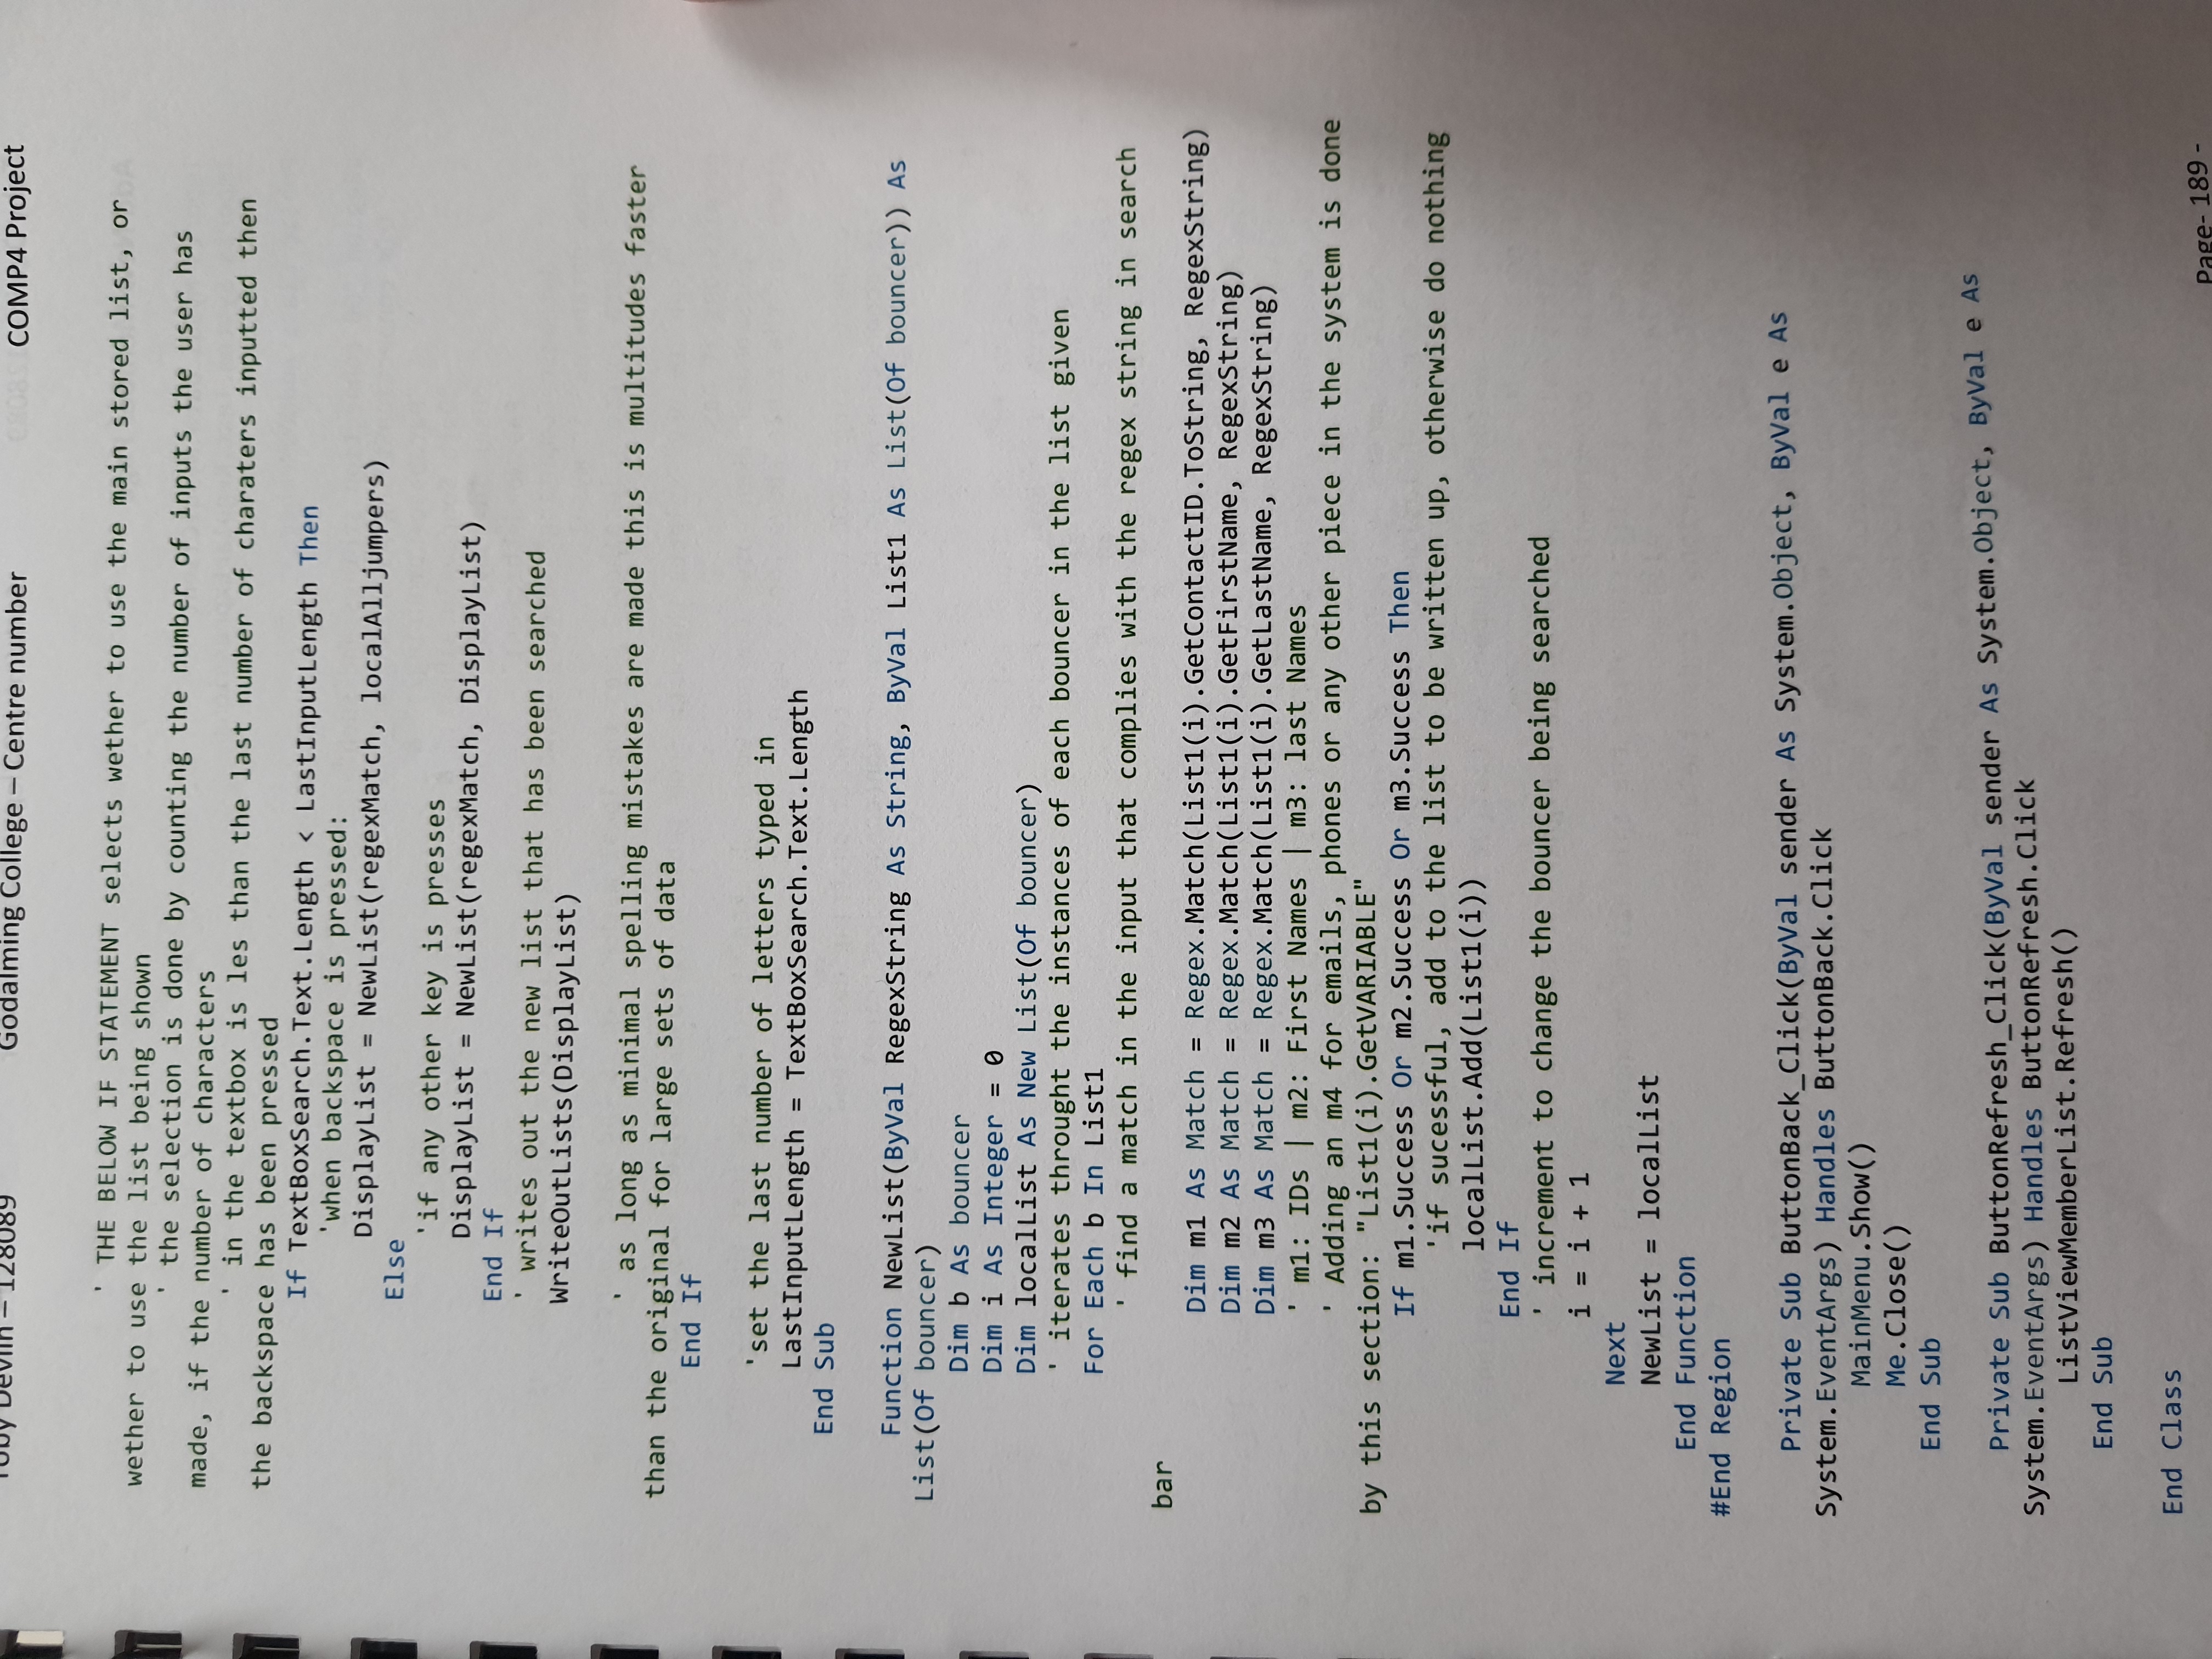 Toby Devlin – 128089 Godalming College – Centre number COMP4 Project
' THE BELOW IF STATEMENT selects wether to use the main stored list, or
wether to use the list being shown
' the selection is done by counting the number of inputs the user has
made, if the number of characters
' in the textbox is les than the last number of charaters inputted then
the backspace has been pressed
If TextBoxSearch.Text.Length < LastInputLength Then
'when backspace is pressed:
DisplayList = NewList(regexMatch, localAlljumpers)
Else
'if any other key is presses
DisplayList = NewList(regexMatch, DisplayList)
End If
' writes out the new list that has been searched
WriteOutLists(DisplayList)
' as long as minimal spelling mistakes are made this is multitudes faster
than the original for large sets of data
End If
'set the last number of letters typed in
LastInputLength = TextBoxSearch.Text.Length
End Sub
Function NewList(ByVal RegexString As String, ByVal List1 As List(Of bouncer)) As
List(Of bouncer)
Dim b As bouncer
Dim i As Integer = 0
Dim localList As New List(Of bouncer)
' iterates throught the instances of each bouncer in the list given
For Each b In List1
' find a match in the input that complies with the regex string in search
bar
Dim m1 As Match = Regex.Match(List1(i).GetContactID.ToString, RegexString)
Dim m2 As Match = Regex.Match(List1(i).GetFirstName, RegexString)
Dim m3 As Match = Regex.Match(List1(i).GetLastName, RegexString)
' m1: IDs | m2: First Names | m3: last Names
' Adding an m4 for emails, phones or any other piece in the system is done
by this section: "List1(i).GetVARIABLE"
If m1.Success Or m2.Success Or m3.Success Then
'if sucessful, add to the list to be written up, otherwise do nothing
localList.Add(List1(i))
End If
' increment to change the bouncer being searched
i = i + 1
Next
NewList = localList
End Function
#End Region
Private Sub ButtonBack_Click(ByVal sender As System.Object, ByVal e As
System.EventArgs) Handles ButtonBack.Click
MainMenu.Show()
Me.Close()
End Sub
Private Sub ButtonRefresh_Click(ByVal sender As System.Object, ByVal e As
System.EventArgs) Handles ButtonRefresh.Click
ListViewMemberList.Refresh()
End Sub
End Class
Page- 189 -